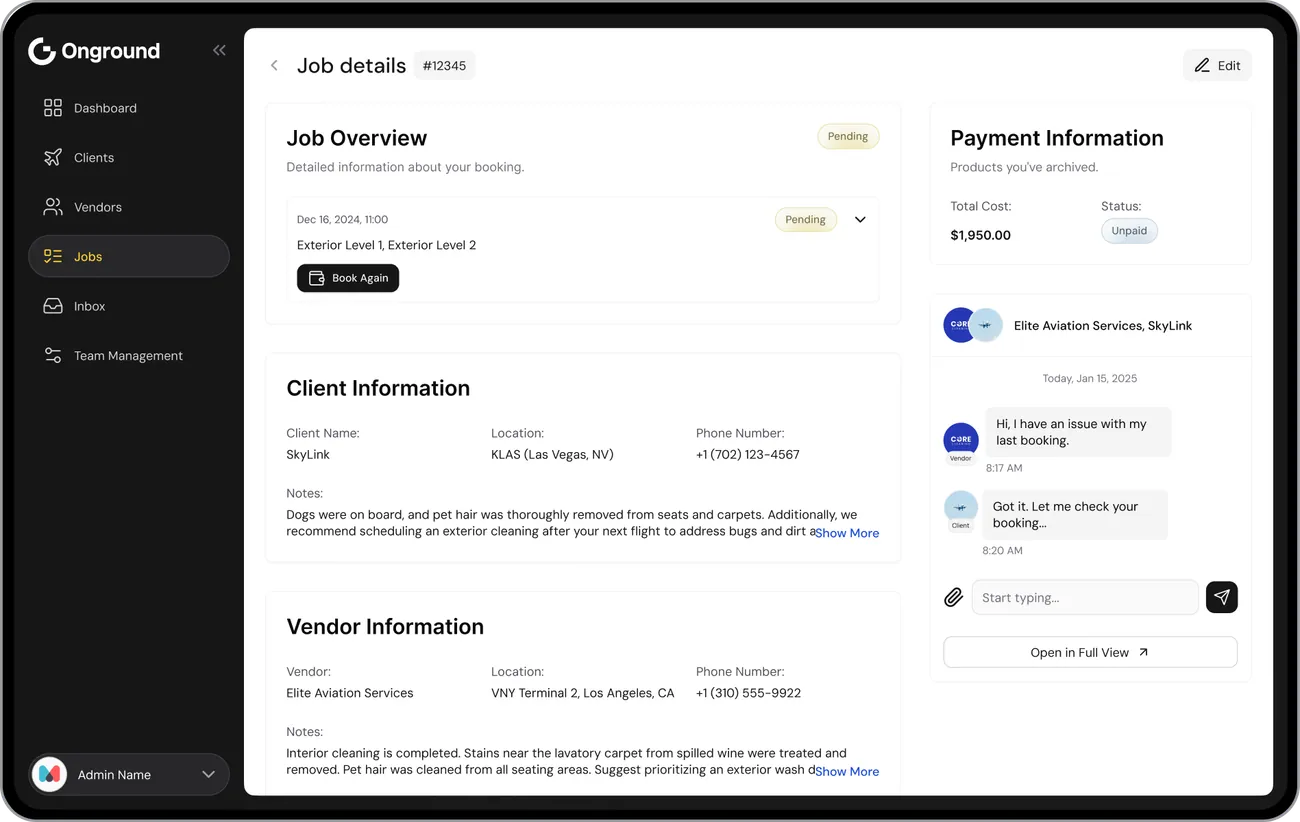 Onground
Dashboard
Clients
Vendors
Jobs
Inbox
Team Management
Admin Name
Job details
#12345
Edit
Job Overview
Pending
Detailed information about your booking.
Dec 16, 2024, 11:00
Pending
Exterior Level 1, Exterior Level 2
Book Again
Client Information
Client Name:
Location:
Phone Number:
SkyLink
KLAS (Las Vegas, NV)
+1 (702) 123-4567
Notes:
Dogs were on board, and pet hair was thoroughly removed from seats and carpets. Additionally, we
recommend scheduling an exterior cleaning after your next flight to address bugs and dirt a
Show More
Vendor Information
Vendor:
Location:
Phone Number:
Elite Aviation Services
VNY Terminal 2, Los Angeles, CA
+1 (310) 555-9922
Notes:
Interior cleaning is completed. Stains near the lavatory carpet from spilled wine were treated and
removed. Pet hair was cleaned from all seating areas. Suggest prioritizing an exterior wash d
Show More
Payment Information
Products you've archived.
Total Cost:
Status:
$1,950.00
Unpaid
Elite Aviation Services, SkyLink
Today, Jan 15, 2025
CORE
Vendor
Hi, I have an issue with my
last booking.
8:17 AM
Client
Got it. Let me check your
booking...
8:20 AM
Start typing...
Open in Full View